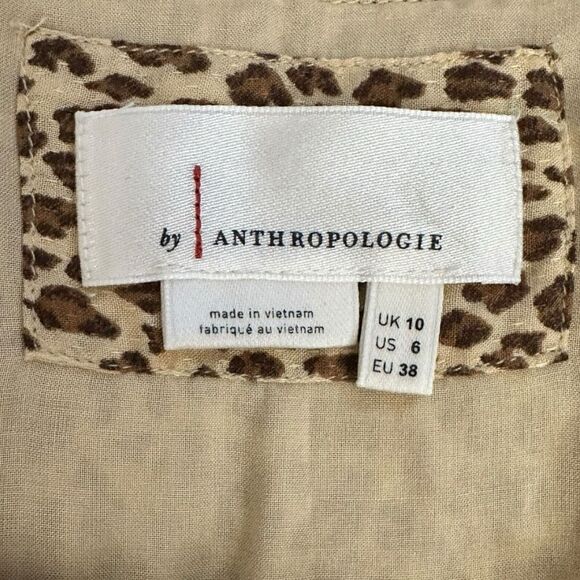 by ANTHROPOLOGIE
made in vietnam
fabriqué au vietnam
UK 10
US 6
EU 38